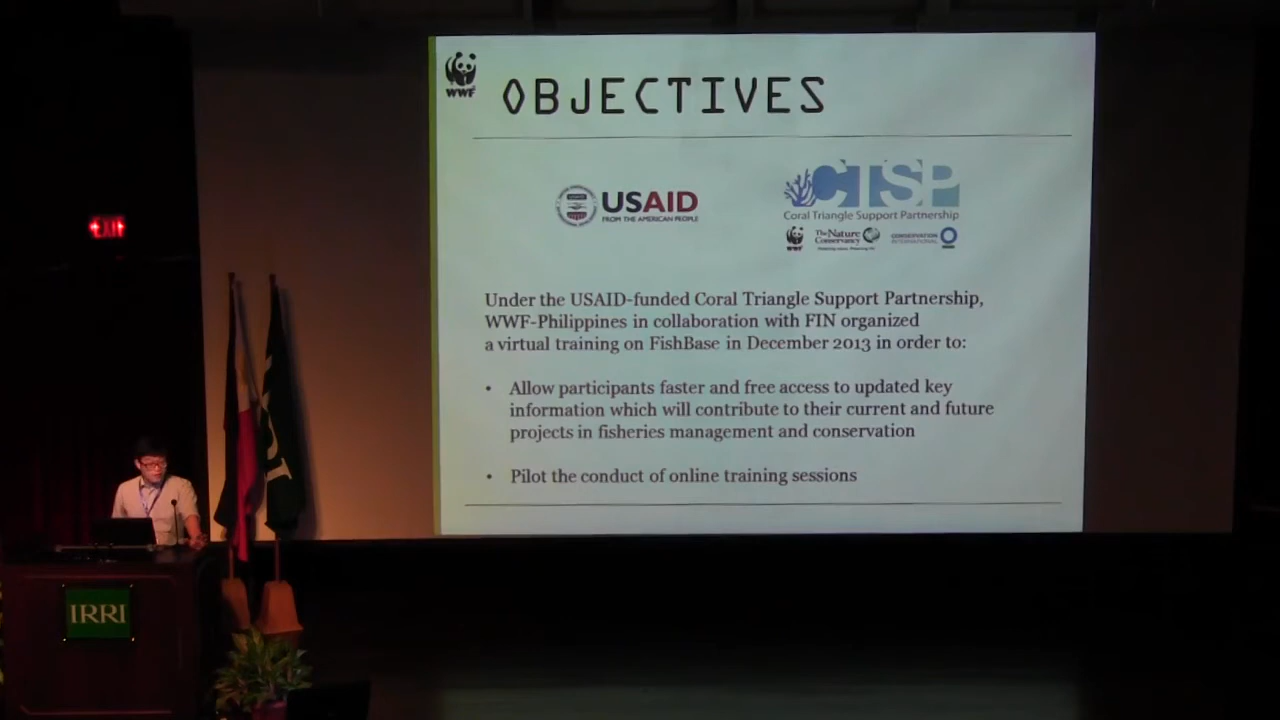 WWF
OBJECTIVES
USAID
FROM THE AMERICAN PEOPLE
CTSP
Coral Triangle Support Partnership
WWF
The Nature
Conservancy
CONSERVATION
INTERNATIONAL
EXIT
Under the USAID-funded Coral Triangle Support Partnership,
WWF-Philippines in collaboration with FIN organized
a virtual training on FishBase in December 2013 in order to:
• Allow participants faster and free access to updated key
information which will contribute to their current and future
projects in fisheries management and conservation
• Pilot the conduct of online training sessions
IRRI